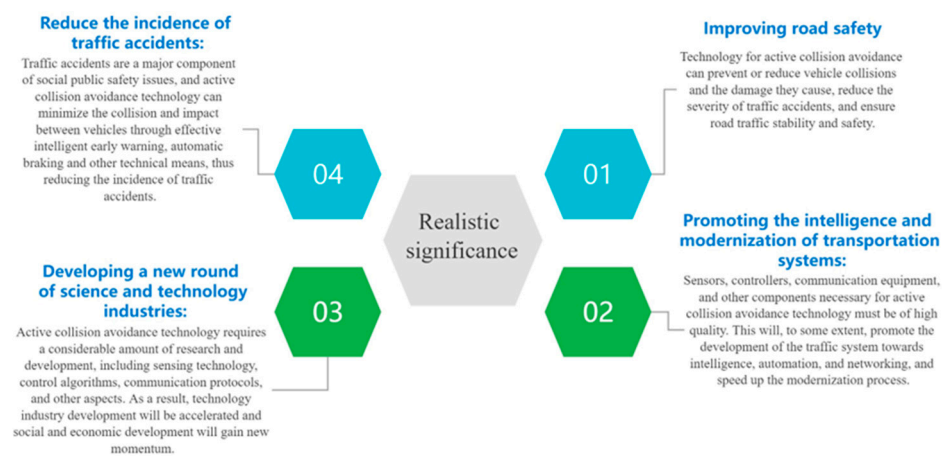 Improving road safety
Technology for active collision avoidance
can prevent or reduce vehicle collisions
and the damage they cause, reduce the
severity of traffic accidents, and ensure
road traffic stability and safety.
01
Promoting the intelligence and
modernization of transportation
systems:
Sensors, controllers, communication equipment,
and other components necessary for active
collision avoidance technology must be of high
quality. This will, to some extent, promote the
development of the traffic system towards
intelligence, automation, and networking, and
speed up the modernization process.
02
Developing a new round
of science and technology
industries:
Active collision avoidance technology requires
a considerable amount of research and
development, including sensing technology,
control algorithms, communication protocols,
and other aspects. As a result, technology
industry development will be accelerated and
social and economic development will gain new
momentum.
03
Reduce the incidence of
traffic accidents:
Traffic accidents are a major component
of social public safety issues, and active
collision avoidance technology can
minimize the collision and impact
between vehicles through effective
intelligent early warning, automatic
braking and other technical means, thus
reducing the incidence of traffic
accidents.
04
Realistic
significance